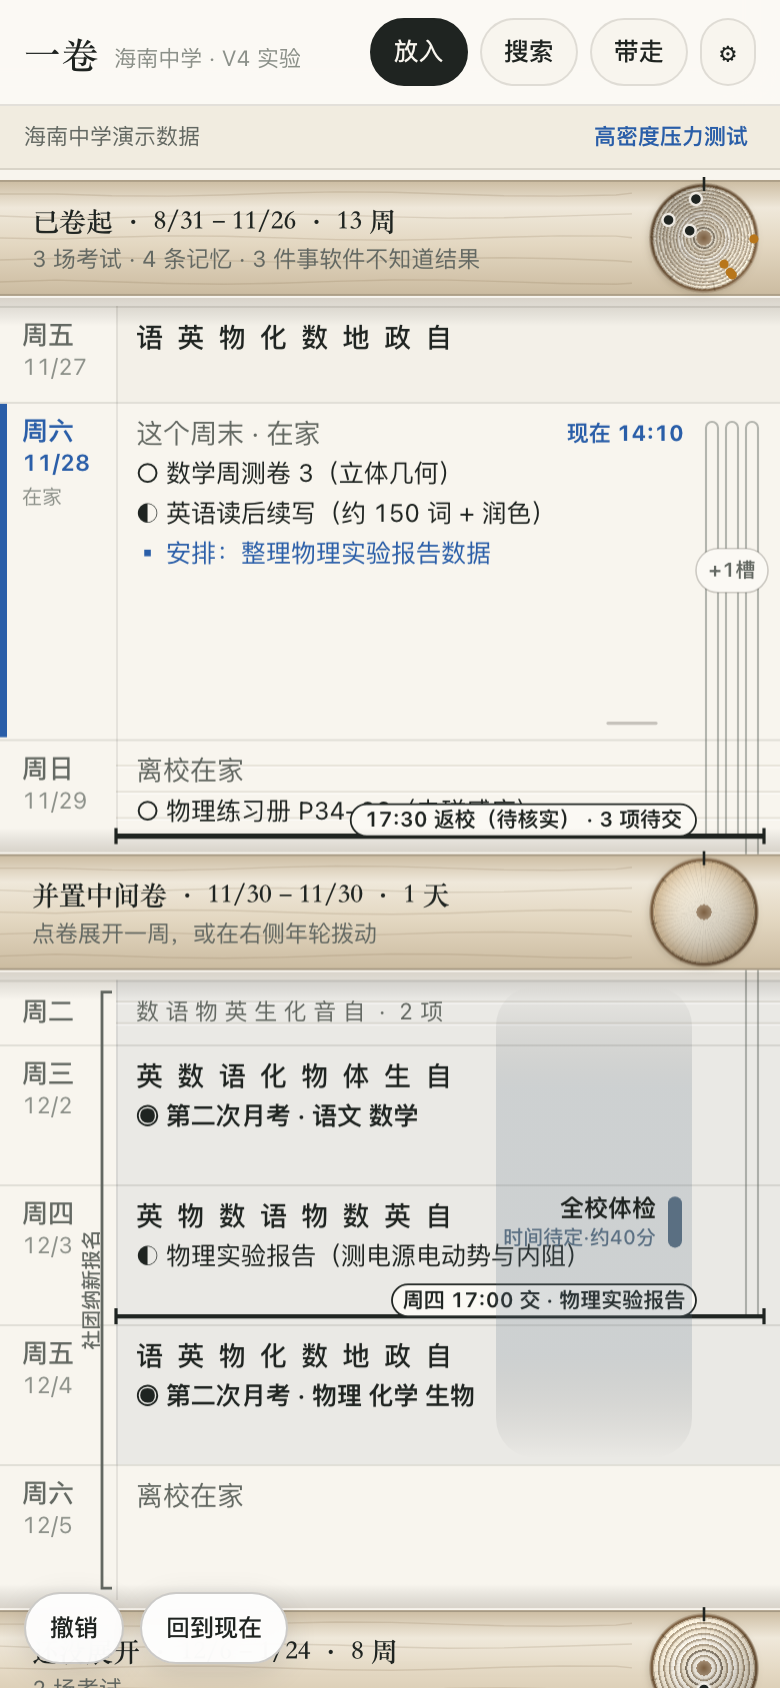 一卷 海南中学 · V4 实验 放入 搜索 带走
海南中学演示数据 高密度压力测试
已卷起 · 8/31 – 11/26 · 13 周
3 场考试 · 4 条记忆 · 3 件事软件不知道结果
周五 语 英 物 化 数 地 政 自
11/27
周六 这个周末 · 在家 现在 14:10
11/28 数学周测卷 3（立体几何）
在家 英语读后续写（约 150 词 + 润色）
安排：整理物理实验报告数据
+1槽
周日 离校在家
11/29 物理练习册 P34–
17:30 返校（待核实） · 3 项待交
并置中间卷 · 11/30 – 11/30 · 1 天
点卷展开一周，或在右侧年轮拨动
周二 数 语 物 英 生 化 音 自 · 2 项
周三 英 数 语 化 物 体 生 自
12/2 第二次月考 · 语文 数学
周四 英 物 数 语 物 数 英 自 全校体检
12/3 时间待定·约40分
物理实验报告（测电源电动势与内阻）
社团纳新报名
周四 17:00 交 · 物理实验报告
周五 语 英 物 化 数 地 政 自
12/4 第二次月考 · 物理 化学 生物
周六 离校在家
12/5
撤销 回到现在
开 /24 · 8 周